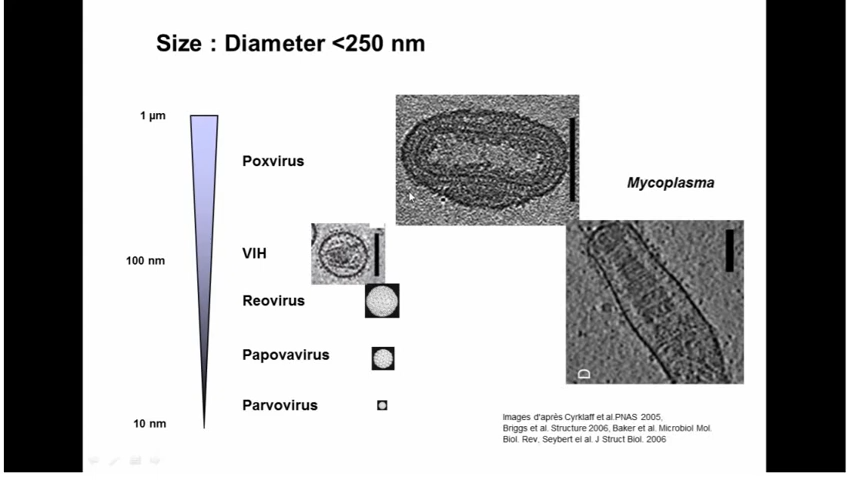 Size : Diameter <250 nm
1 µm
Poxvirus
Mycoplasma
VIH
100 nm
Reovirus
Papovavirus
Parvovirus
10 nm
D
Images d'après Cyrklaff et al.PNAS 2005,
Briggs et al. Structure 2006, Baker et al. Microbiol Mol.
Biol. Rev, Seybert el al. J Struct Biol. 2006